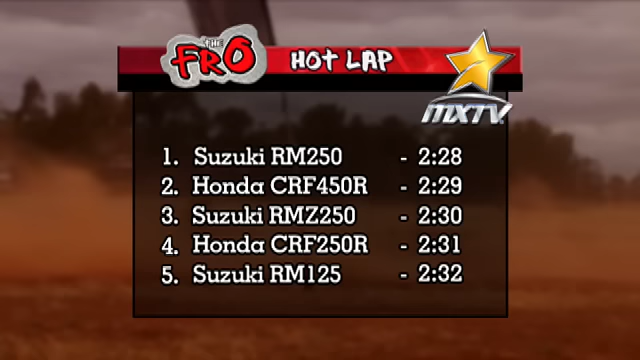 THE
FRO HOT LAP
MXTV
1. Suzuki RM250 - 2:28
2. Honda CRF450R - 2:29
3. Suzuki RMZ250 - 2:30
4. Honda CRF250R - 2:31
5. Suzuki RM125 - 2:32